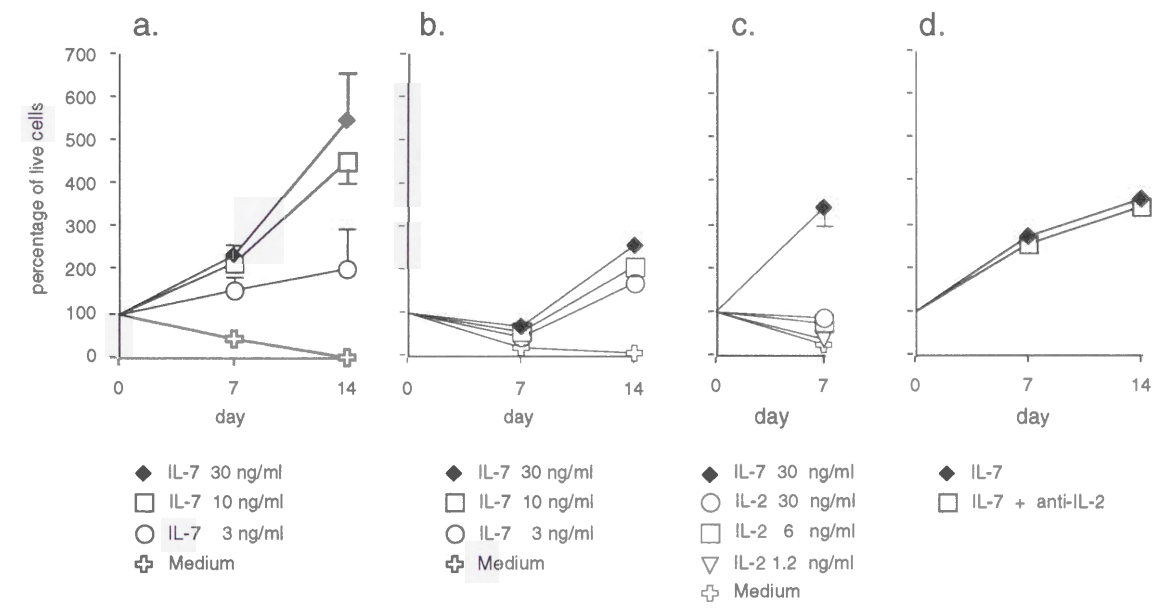 a. b. c. d.
700
600
500
400
300
200
100
0
percentage of live cells
0 7 14 0 7 14 0 7 0 7 14
day day day day
IL-7 30 ng/ml
IL-7 10 ng/ml
IL-7 3 ng/ml
Medium
IL-7 30 ng/ml
IL-7 10 ng/ml
IL-7 3 ng/ml
Medium
IL-7 30 ng/ml
IL-2 30 ng/ml
IL-2 6 ng/ml
IL-2 1.2 ng/ml
Medium
IL-7
IL-7 + anti-IL-2